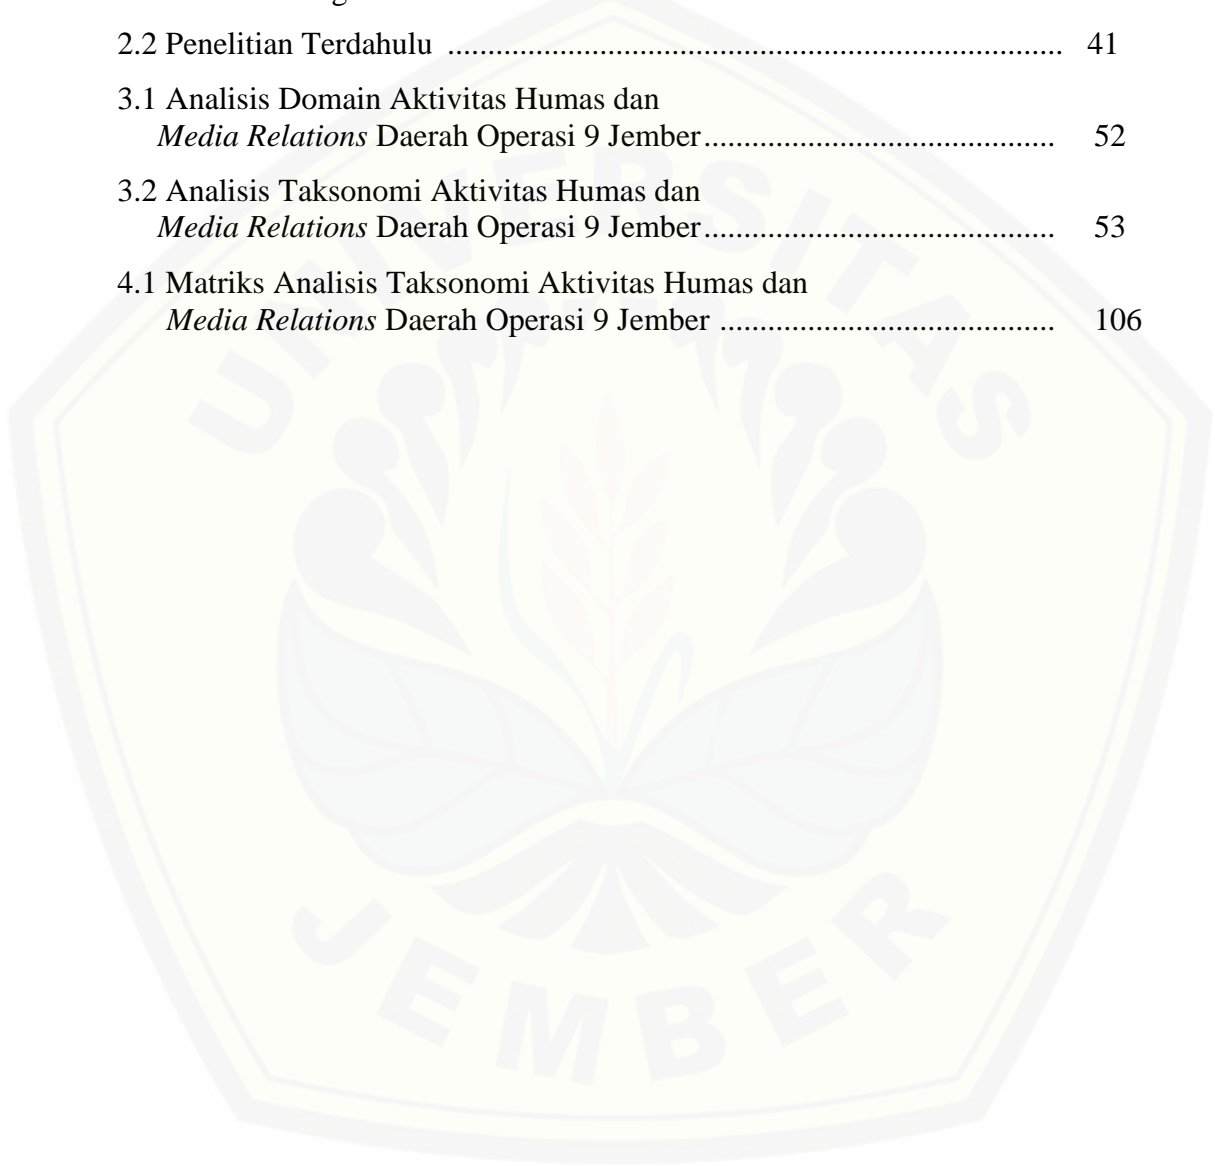 2.2 Penelitian Terdahulu ............................................................................. 41
3.1 Analisis Domain Aktivitas Humas dan
Media Relations Daerah Operasi 9 Jember............................................ 52
3.2 Analisis Taksonomi Aktivitas Humas dan
Media Relations Daerah Operasi 9 Jember............................................ 53
4.1 Matriks Analisis Taksonomi Aktivitas Humas dan
Media Relations Daerah Operasi 9 Jember .......................................... 106
UNIVERSITAS
JEMBER